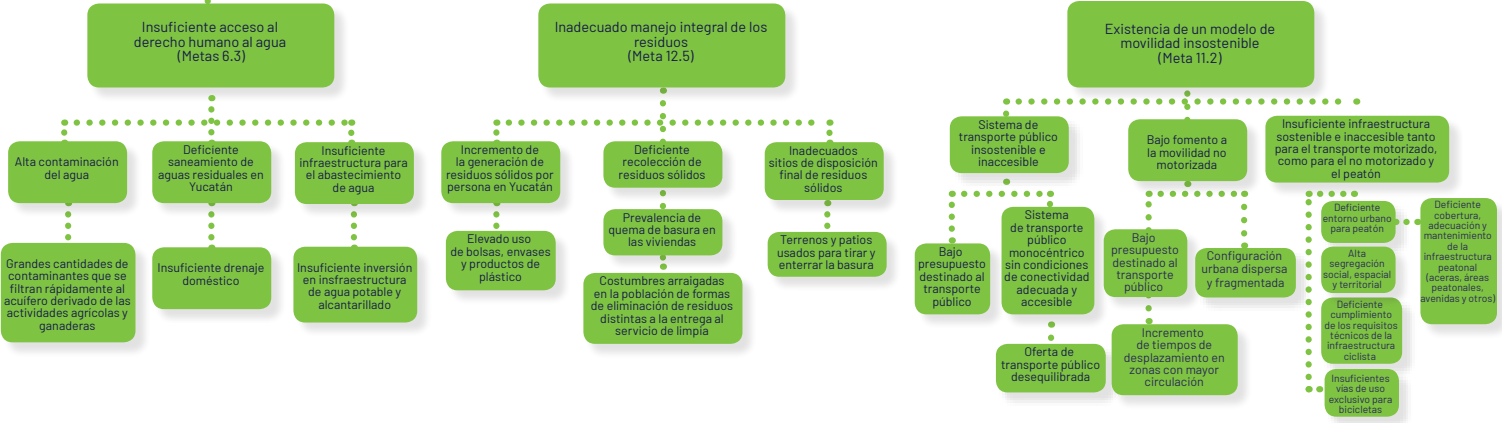 Insuficiente acceso al
derecho humano al agua
(Metas 6.3)
Alta contaminación
del agua
Grandes cantidades de
contaminantes que se
filtran rápidamente al
acuífero derivado de las
actividades agrícolas y
ganaderas
Deficiente
saneamiento de
aguas residuales en
Yucatán
Insuficiente drenaje
doméstico
Insuficiente
infraestructura para
el abastecimiento
de agua
Insuficiente inversión
en insfraestructura
de agua potable y
alcantarillado
Inadecuado manejo integral de los
residuos
(Meta 12.5)
Incremento de
la generación de
residuos sólidos por
persona en Yucatán
Elevado uso
de bolsas, envases
y productos de
plástico
Deficiente
recolección de
residuos sólidos
Prevalencia de
quema de basura en
las viviendas
Costumbres arraigadas
en la población de formas
de eliminación de residuos
distintas a la entrega al
servicio de limpia
Inadecuados
sitios de disposición
final de residuos
sólidos
Terrenos y patios
usados para tirar y
enterrar la basura
Existencia de un modelo de
movilidad insostenible
(Meta 11.2)
Sistema de
transporte público
insostenible e
inaccesible
Bajo
presupuesto
destinado al
transporte
público
Sistema
de transporte
público
monocéntrico
sin condiciones
de conectividad
adecuada y
accesible
Oferta de
transporte público
desequilibrada
Bajo fomento a
la movilidad no
motorizada
Bajo
presupuesto
destinado al
transporte
público
Incremento
de tiempos de
desplazamiento en
zonas con mayor
circulación
Configuración
urbana dispersa
y fragmentada
Insuficiente infraestructura
sostenible e inaccesible tanto
para el transporte motorizado,
como para el no motorizado y
el peatón
Deficiente
entorno urbano
para peatón
Deficiente
cobertura,
adecuación y
mantenimiento
de la
infraestructura
peatonal
(aceras, áreas
peatonales,
avenidas y otros)
Alta
segregación
social, espacial
y territorial
Deficiente
cumplimiento
de los requisitos
técnicos de la
infraestructura
ciclista
Insuficientes
vías de uso
exclusivo para
bicicletas